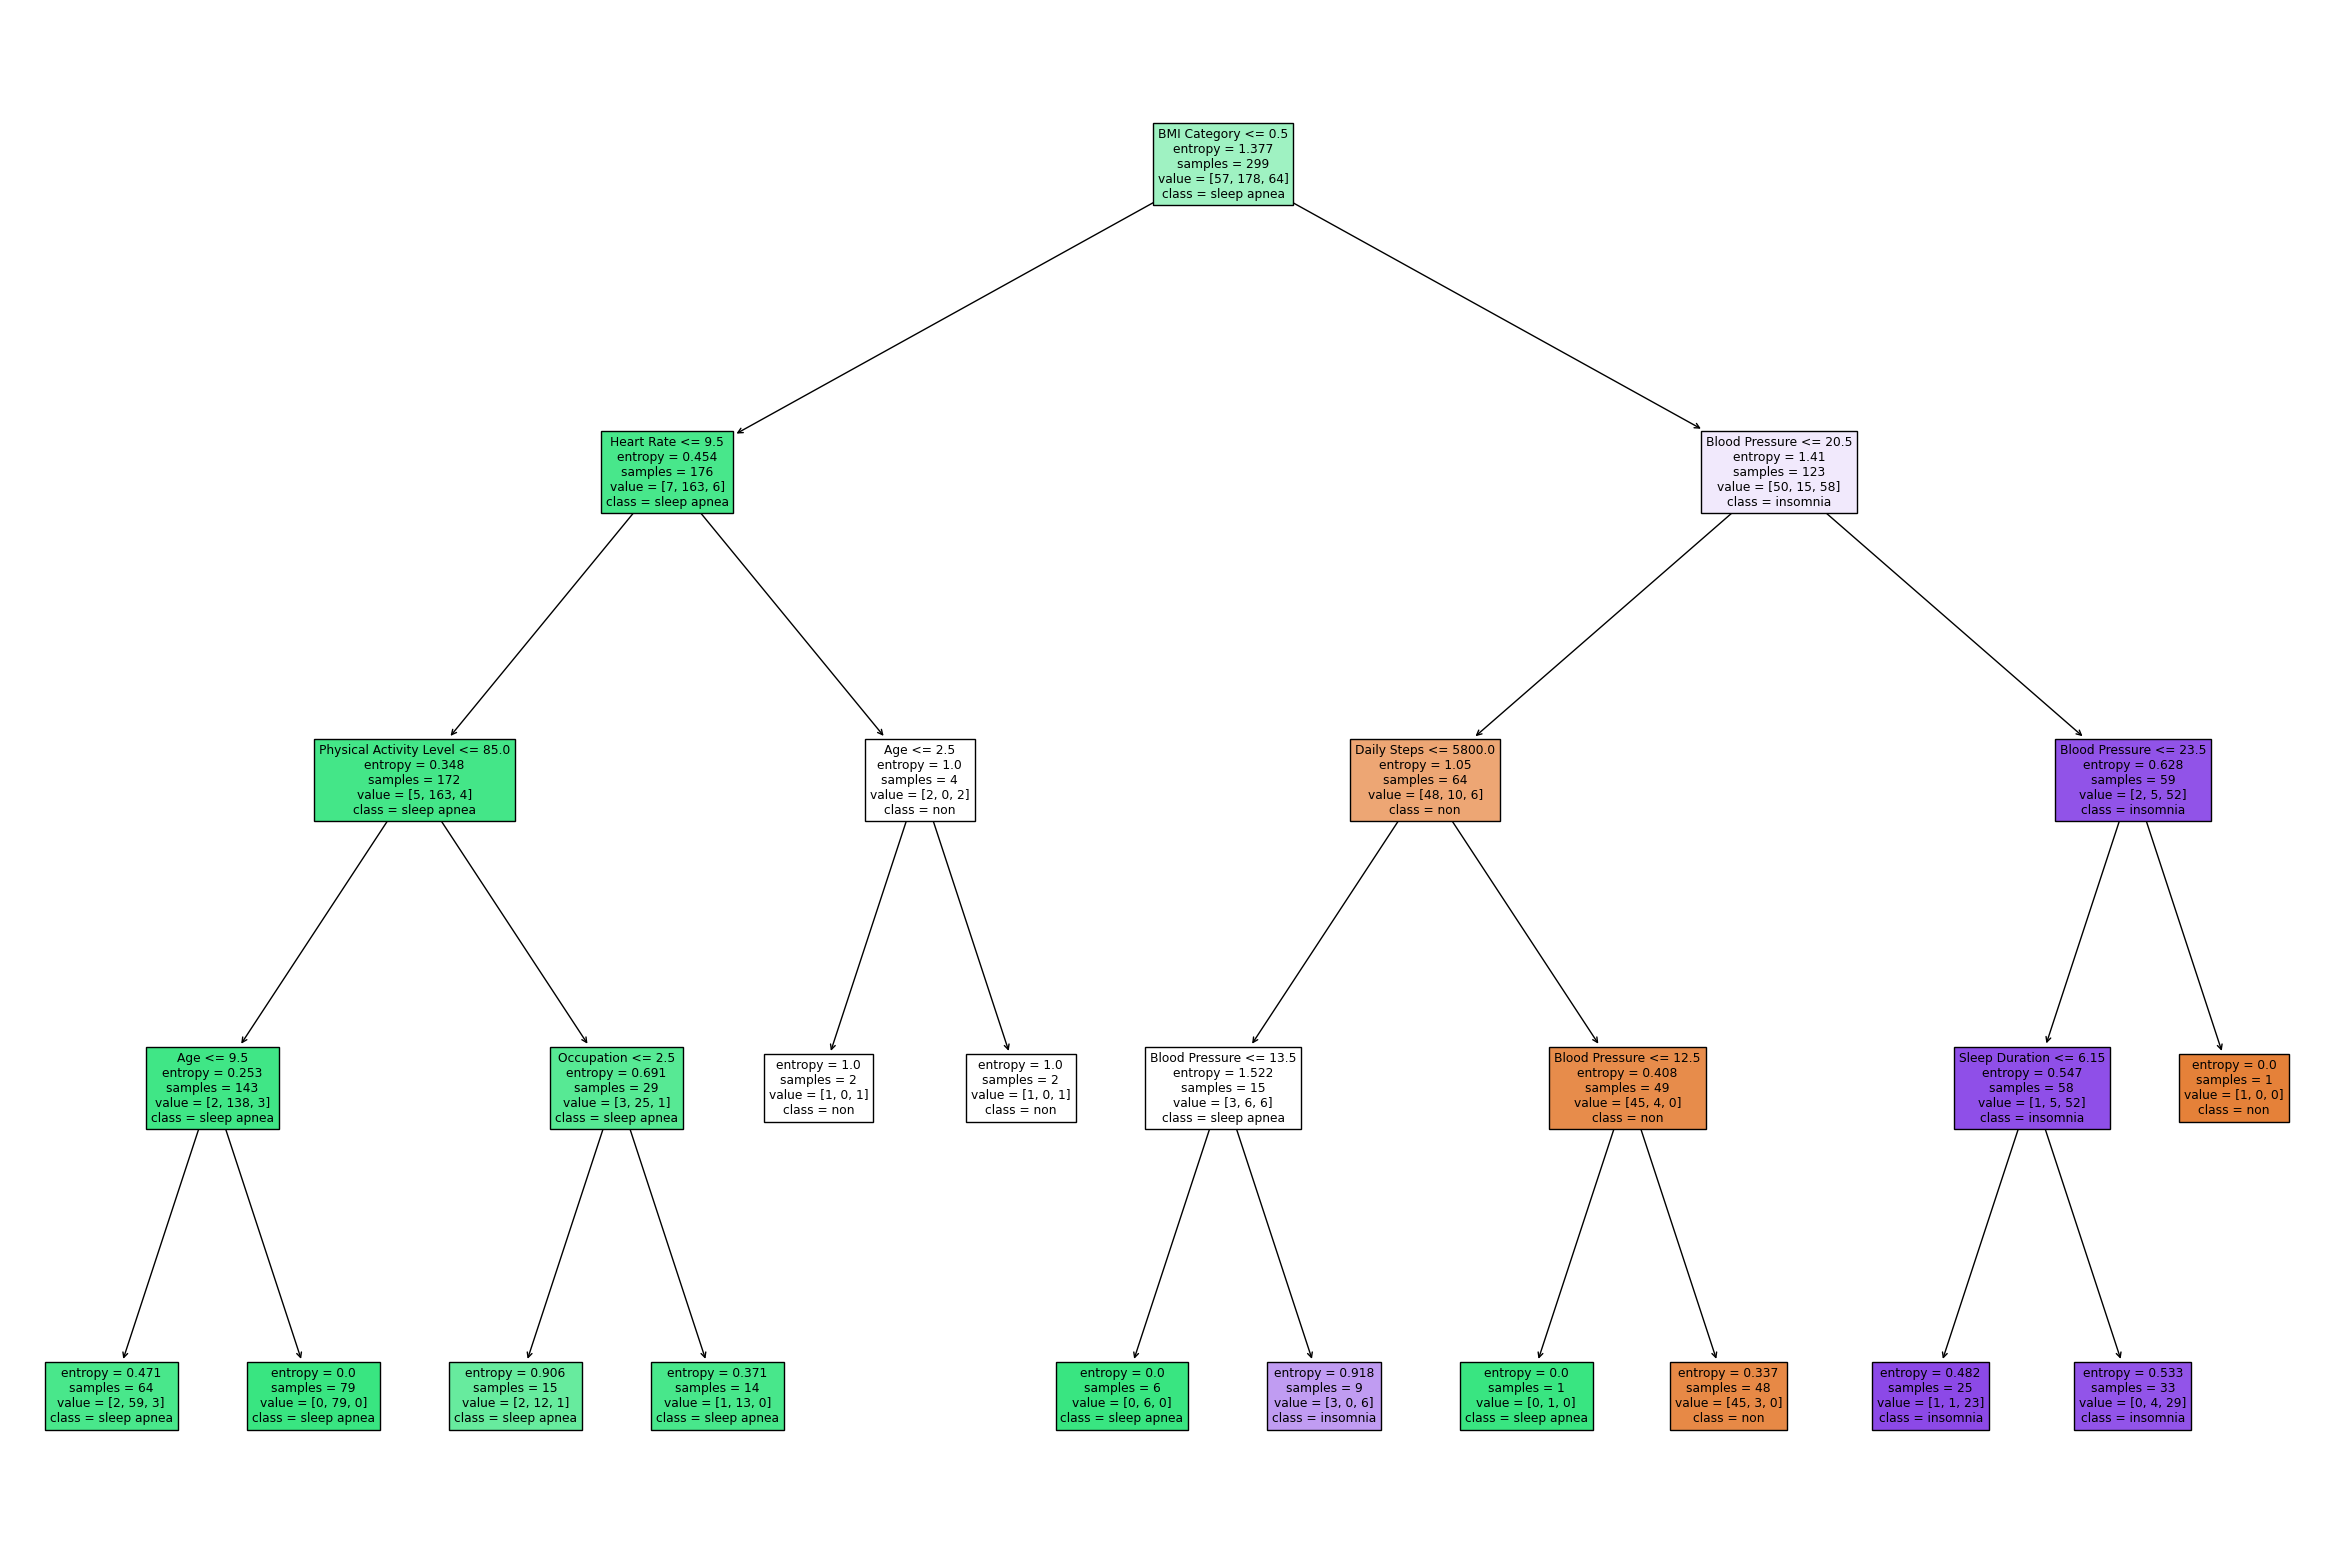 BMI Category <= 0.5
entropy = 1.377
samples = 299
value = [57, 178, 64]
class = sleep apnea
Heart Rate <= 9.5
entropy = 0.454
samples = 176
value = [7, 163, 6]
class = sleep apnea
Blood Pressure <= 20.5
entropy = 1.41
samples = 123
value = [50, 15, 58]
class = insomnia
Physical Activity Level <= 85.0
entropy = 0.348
samples = 172
value = [5, 163, 4]
class = sleep apnea
Age <= 2.5
entropy = 1.0
samples = 4
value = [2, 0, 2]
class = non
Daily Steps <= 5800.0
entropy = 1.05
samples = 64
value = [48, 10, 6]
class = non
Blood Pressure <= 23.5
entropy = 0.628
samples = 59
value = [2, 5, 52]
class = insomnia
Age <= 9.5
entropy = 0.253
samples = 143
value = [2, 138, 3]
class = sleep apnea
Occupation <= 2.5
entropy = 0.691
samples = 29
value = [3, 25, 1]
class = sleep apnea
entropy = 1.0
samples = 2
value = [1, 0, 1]
class = non
entropy = 1.0
samples = 2
value = [1, 0, 1]
class = non
Blood Pressure <= 13.5
entropy = 1.522
samples = 15
value = [3, 6, 6]
class = sleep apnea
Blood Pressure <= 12.5
entropy = 0.408
samples = 49
value = [45, 4, 0]
class = non
Sleep Duration <= 6.15
entropy = 0.547
samples = 58
value = [1, 5, 52]
class = insomnia
entropy = 0.0
samples = 1
value = [1, 0, 0]
class = non
entropy = 0.471
samples = 64
value = [2, 59, 3]
class = sleep apnea
entropy = 0.0
samples = 79
value = [0, 79, 0]
class = sleep apnea
entropy = 0.906
samples = 15
value = [2, 12, 1]
class = sleep apnea
entropy = 0.371
samples = 14
value = [1, 13, 0]
class = sleep apnea
entropy = 0.0
samples = 6
value = [0, 6, 0]
class = sleep apnea
entropy = 0.918
samples = 9
value = [3, 0, 6]
class = insomnia
entropy = 0.0
samples = 1
value = [0, 1, 0]
class = sleep apnea
entropy = 0.337
samples = 48
value = [45, 3, 0]
class = non
entropy = 0.482
samples = 25
value = [1, 1, 23]
class = insomnia
entropy = 0.533
samples = 33
value = [0, 4, 29]
class = insomnia